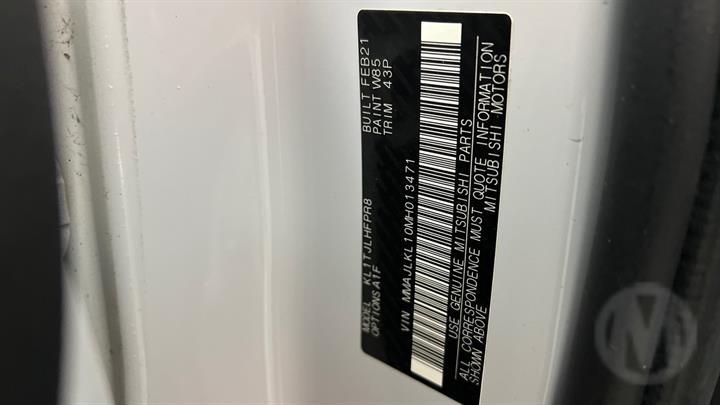 MODEL KL1TJLHFPR8 BUILT FEB21
OPTIONS A1F PAINT W85
TRIM 43P
VIN MMAJLKL10MH013471
USE GENUINE MITSUBISHI PARTS
ALL CORRESPONDENCE MUST QUOTE INFORMATION
SHOWN ABOVE MITSUBISHI MOTORS
M